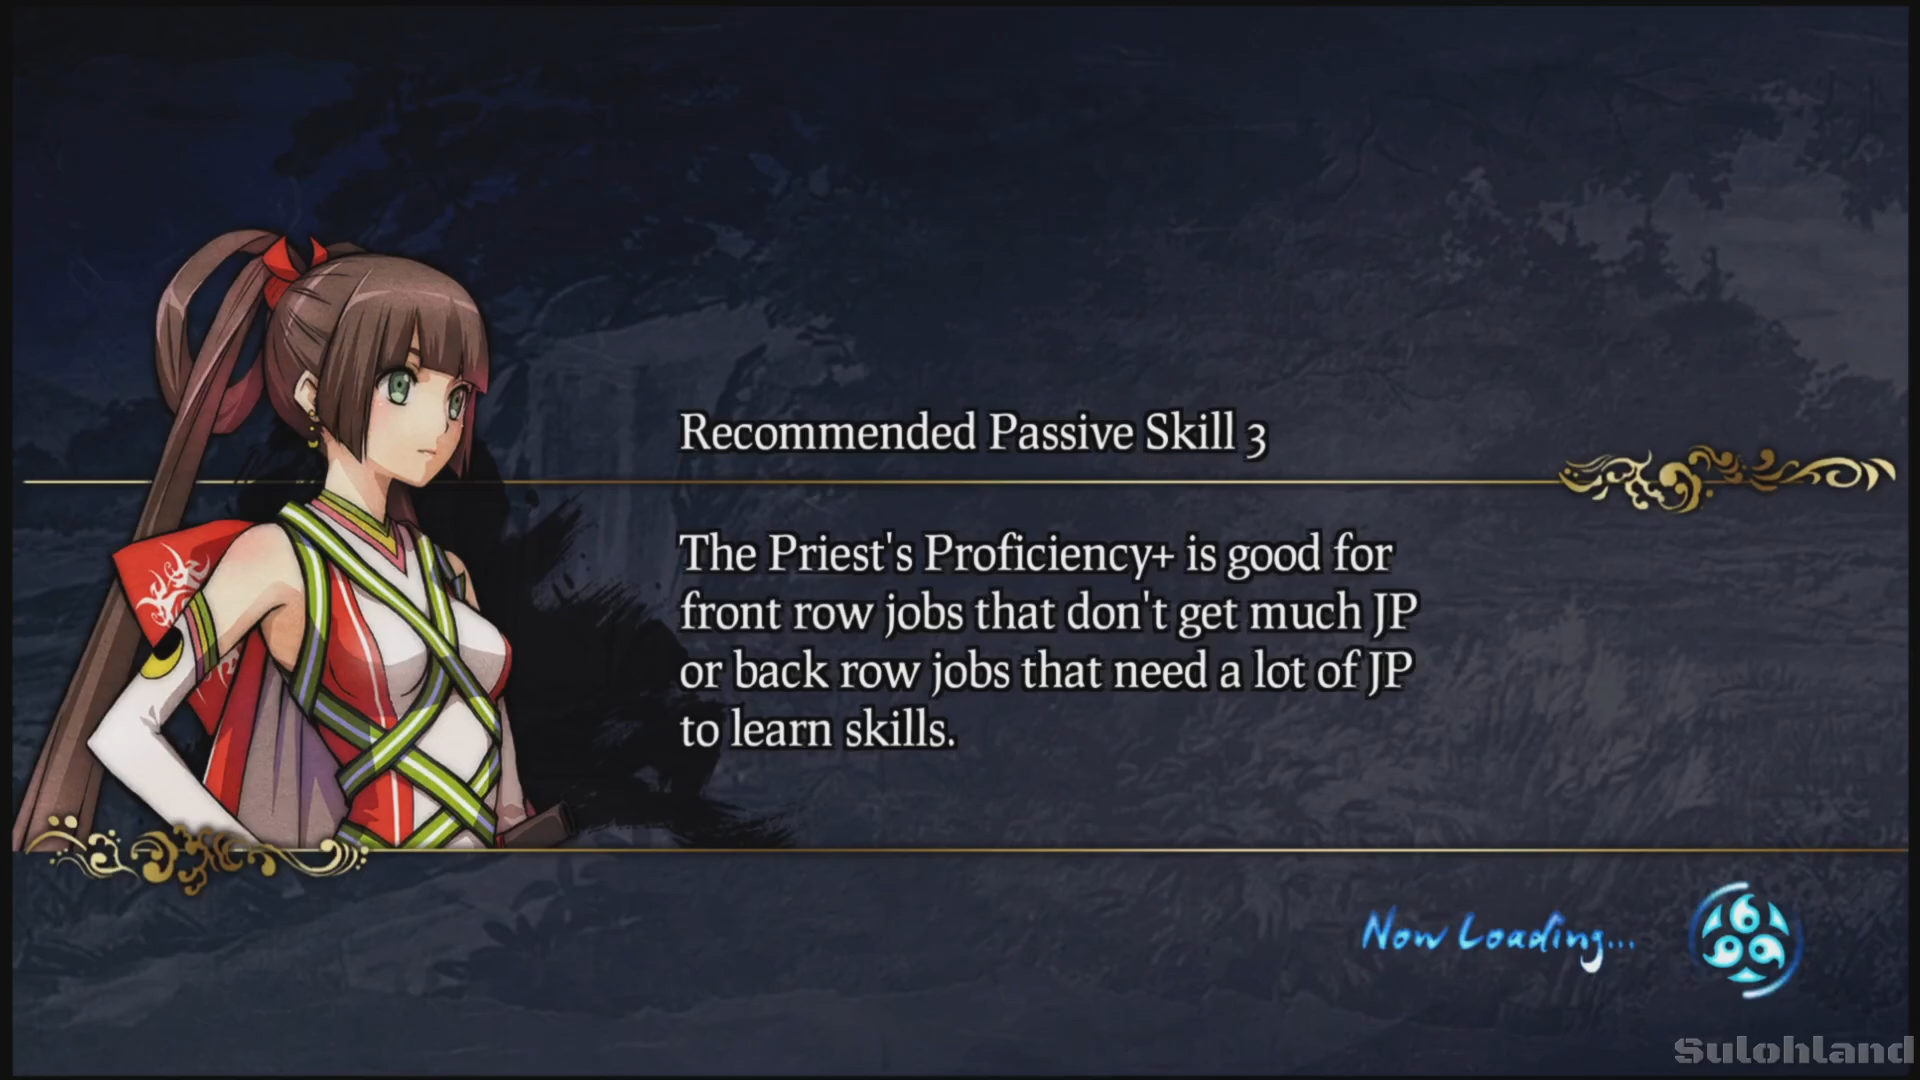 Recommended Passive Skill 3
The Priest's Proficiency+ is good for
front row jobs that don't get much JP
or back row jobs that need a lot of JP
to learn skills.
Now Loading...
Sulohland